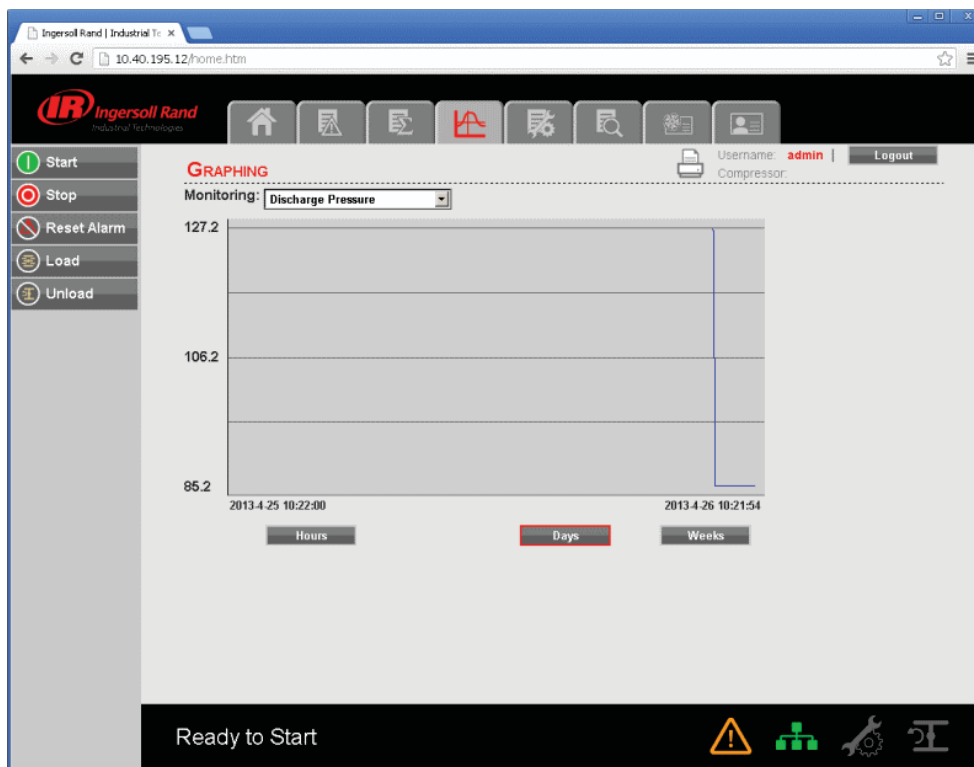 Ingersoll Rand | Industrial Te
10.40.195.12/home.htm
IR Ingersoll Rand
Industrial Technologies
Start
Stop
Reset Alarm
Load
Unload
GRAPHING
Username: admin | Logout
Compressor:
Monitoring: Discharge Pressure
127.2
106.2
85.2
2013-4-25 10:22:00 2013-4-26 10:21:54
Hours Days Weeks
Ready to Start